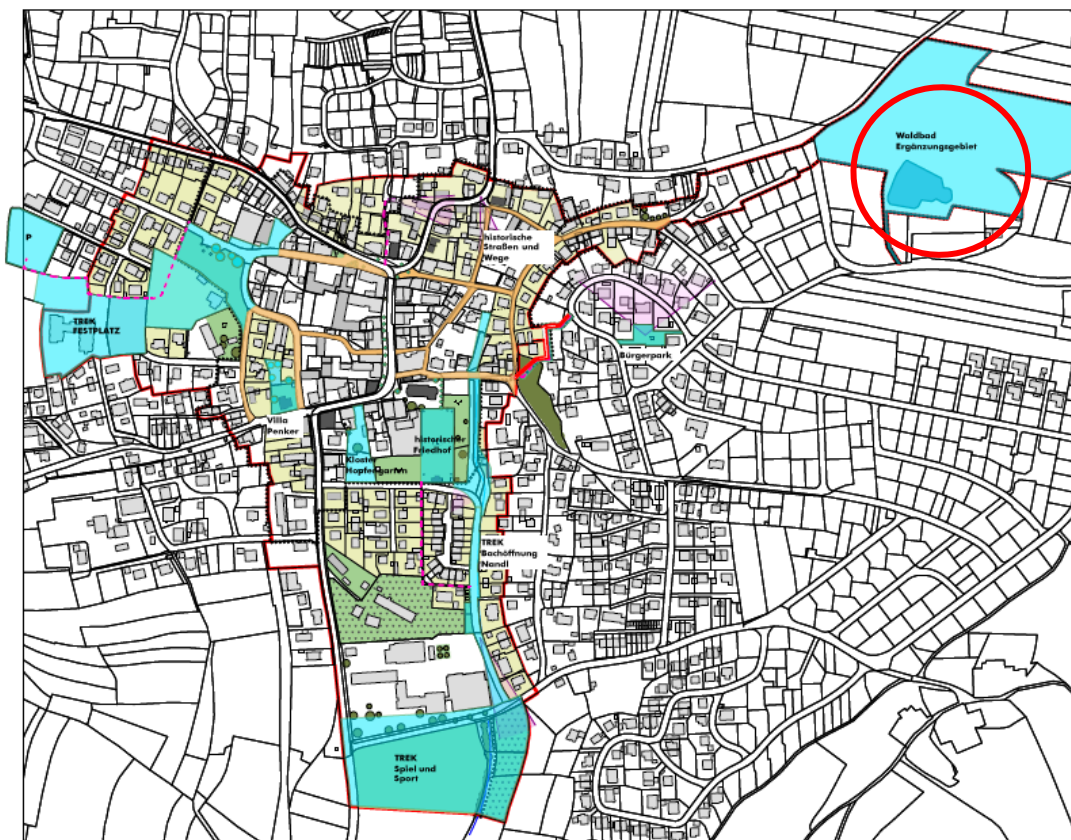 Waldbad
Ergänzungsgebiet
P
historische
Straßen und
Wege
TREK
FESTPLATZ
Bürgerpark
Villa
Penker
historischer
Friedhof
Kloster
Hopfengarten
TREK
Bachöffnung
Nandl
TREK
Spiel und
Sport